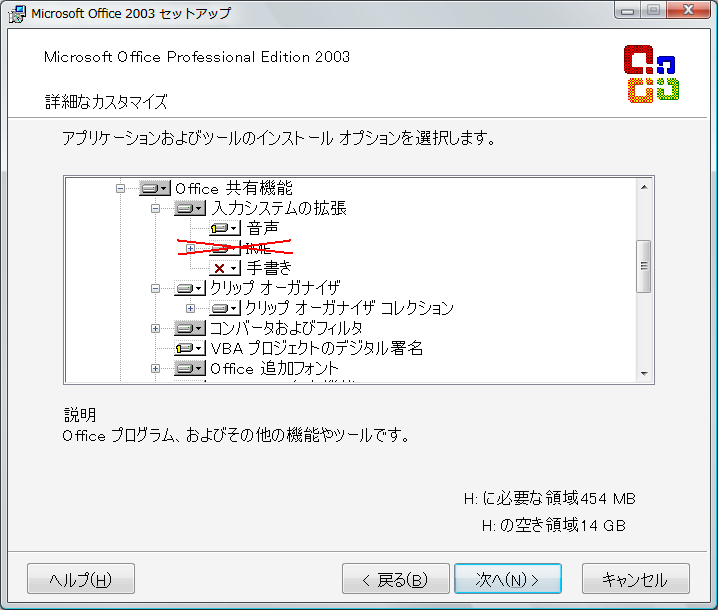 Microsoft Office 2003 セットアップ
Microsoft Office Professional Edition 2003
詳細なカスタマイズ
アプリケーションおよびツールのインストール オプションを選択します。
Office 共有機能
入力システムの拡張
音声
IME
手書き
クリップ オーガナイザ
クリップ オーガナイザ コレクション
コンバータおよびフィルタ
VBA プロジェクトのデジタル署名
Office 追加フォント
説明
Office プログラム、およびその他の機能やツールです。
H: に必要な領域454 MB
H: の空き領域14 GB
ヘルプ(H)
< 戻る(B)
次へ(N) >
キャンセル